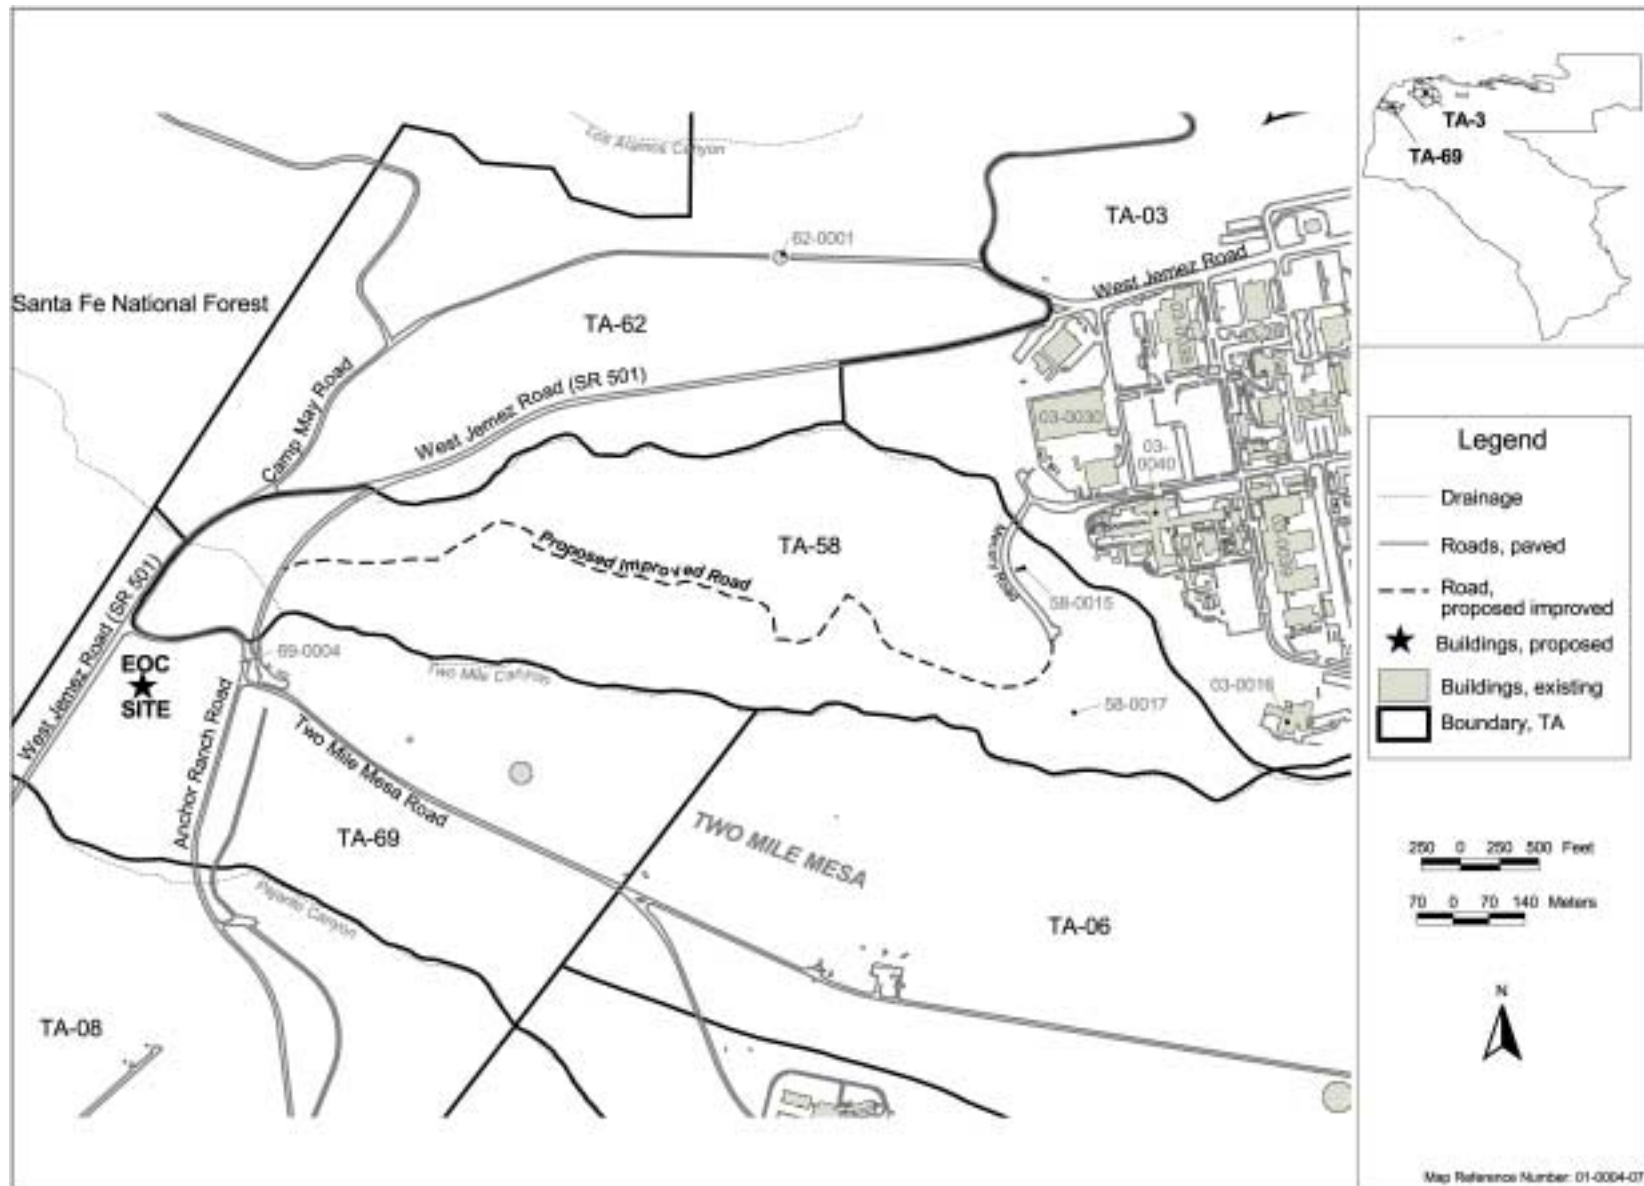 Los Alamos Canyon
TA-3
TA-69
TA-03
62-0001
West Jemez Road
Santa Fe National Forest
TA-62
Camp May Road
West Jemez Road (SR 501)
03-0030
03-
0040
Legend
Drainage
Roads, paved
Road,
proposed improved
Buildings, proposed
Buildings, existing
Boundary, TA
Proposed Improved Road
TA-58
Mercury Road
58-0015
West Jemez Road (SR 501)
EOC
SITE
69-0004
Two Mile Canyon
03-0016
58-0017
Anchor Ranch Road
Two Mile Mesa Road
TA-69
TWO MILE MESA
Pajarito Canyon
TA-06
TA-08
250 0 250 500 Feet
70 0 70 140 Meters
N
Map Reference Number: 01-0004-07